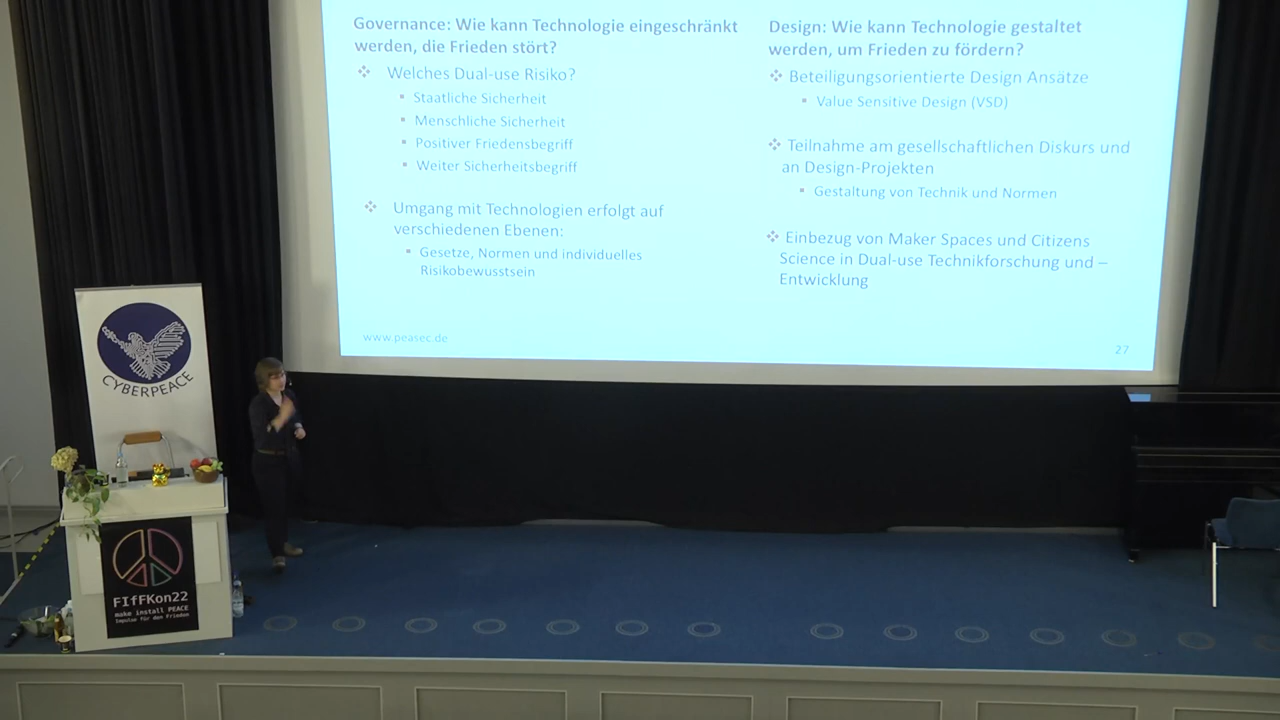 Governance: Wie kann Technologie eingeschränkt
werden, die Frieden stört?
Welches Dual-use Risiko?
Staatliche Sicherheit
Menschliche Sicherheit
Positiver Friedensbegriff
Weiter Sicherheitsbegriff
Umgang mit Technologien erfolgt auf
verschiedenen Ebenen:
Gesetze, Normen und individuelles
Risikobewusstsein
www.peasec.de
Design: Wie kann Technologie gestaltet
werden, um Frieden zu fördern?
Beteiligungsorientierte Design Ansätze
Value Sensitive Design (VSD)
Teilnahme am gesellschaftlichen Diskurs und
an Design-Projekten
Gestaltung von Technik und Normen
Einbezug von Maker Spaces und Citizens
Science in Dual-use Technikforschung und –
Entwicklung
27
CYBERPEACE
FIfFKon22
make install PEACE
Impulse für den Frieden